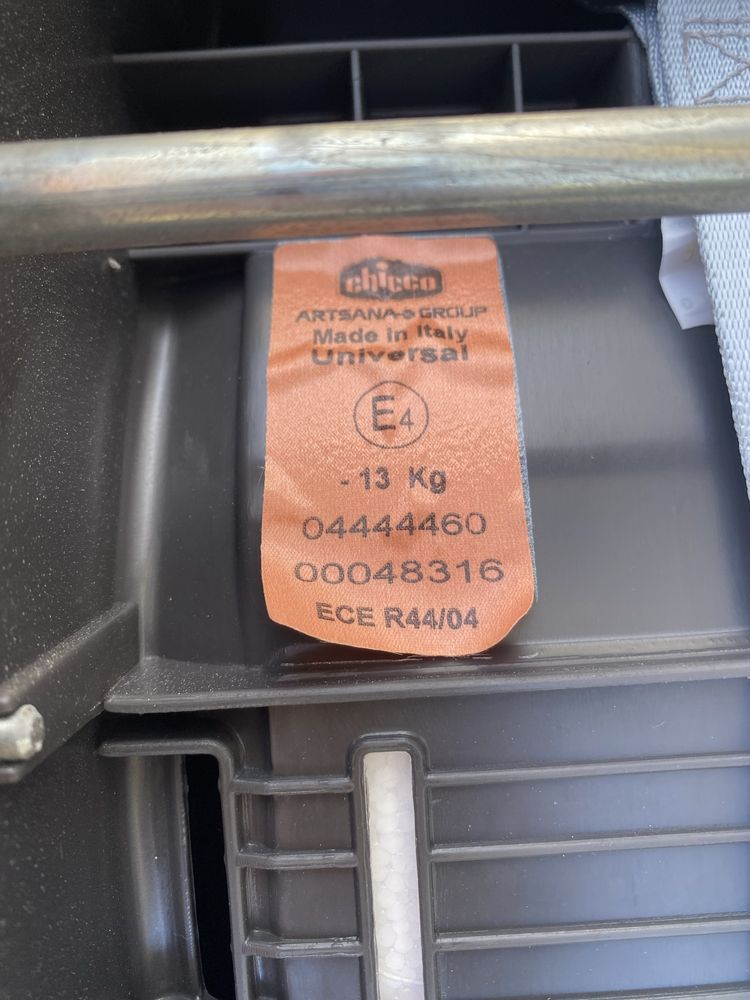 chicco
ARTSANA GROUP
Made in Italy
Universal
E4
- 13 Kg
04444460
00048316
ECE R44/04